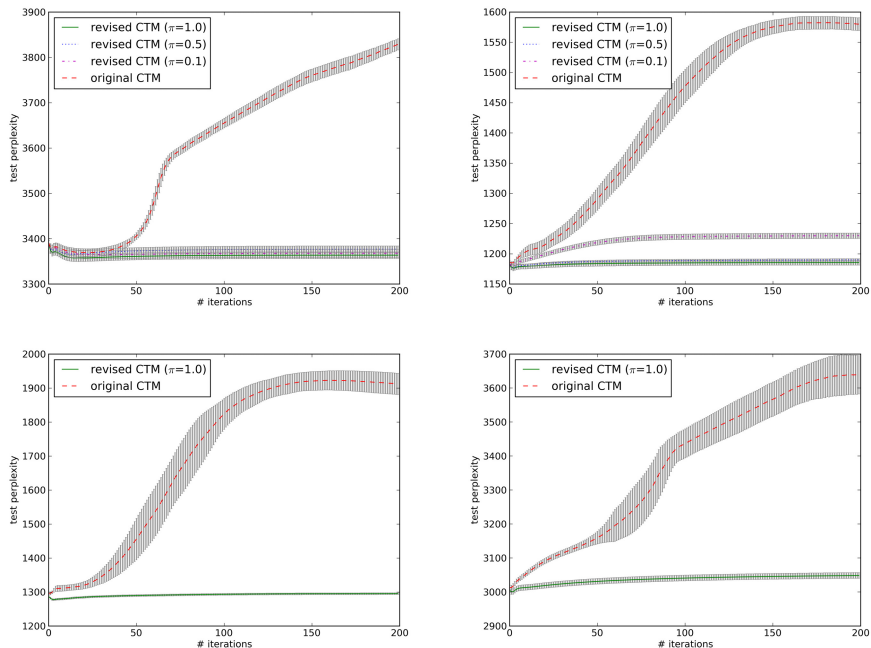 revised CTM (π=1.0)
revised CTM (π=0.5)
revised CTM (π=0.1)
original CTM
3900
3800
3700
3600
3500
3400
3300
test perplexity
0 50 100 150 200
# iterations
revised CTM (π=1.0)
revised CTM (π=0.5)
revised CTM (π=0.1)
original CTM
1600
1550
1500
1450
1400
1350
1300
1250
1200
1150
test perplexity
0 50 100 150 200
# iterations
revised CTM (π=1.0)
original CTM
2000
1900
1800
1700
1600
1500
1400
1300
1200
test perplexity
0 50 100 150 200
# iterations
revised CTM (π=1.0)
original CTM
3700
3600
3500
3400
3300
3200
3100
3000
2900
test perplexity
0 50 100 150 200
# iterations